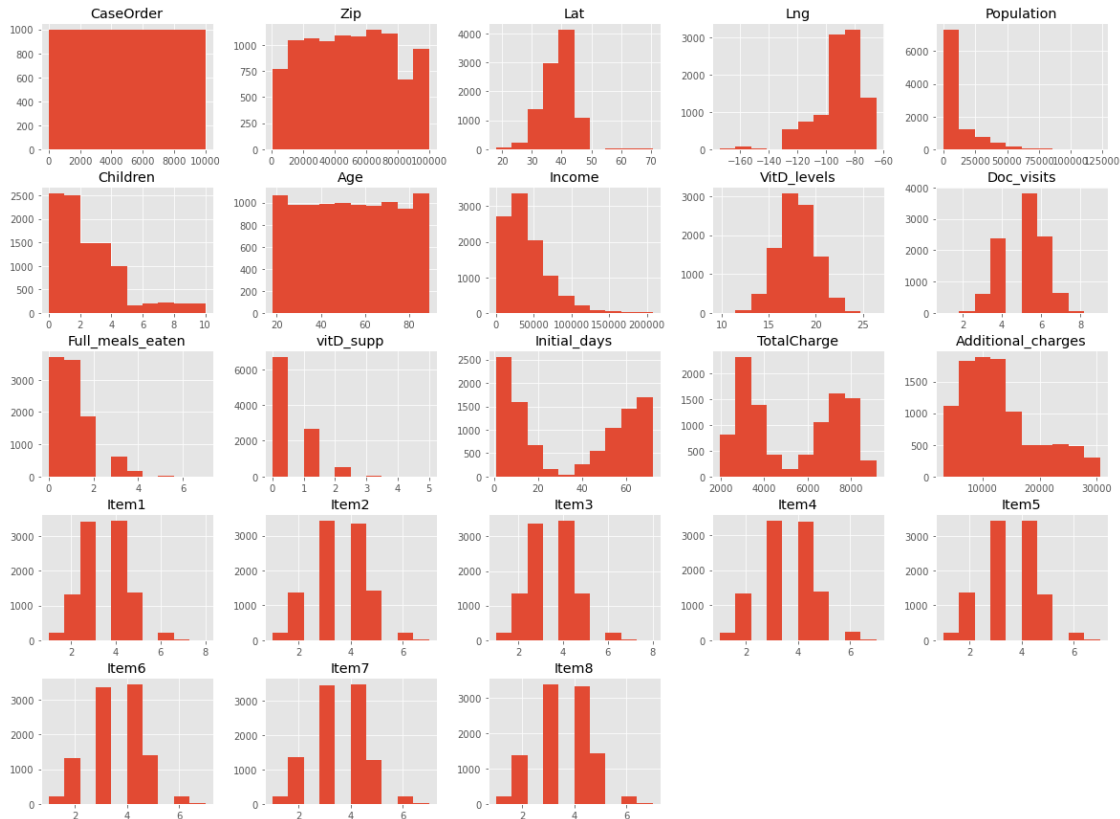 CaseOrder
1000
800
600
400
200
0
0 2000 4000 6000 8000 10000
Zip
1000
750
500
250
0
0 20000 40000 60000 80000 100000
Lat
4000
3000
2000
1000
0
20 30 40 50 60 70
Lng
3000
2000
1000
0
−160 −140 −120 −100 −80 −60
Population
6000
4000
2000
0
0 25000 50000 75000 100000 125000
Children
2500
2000
1500
1000
500
0
0 2 4 6 8 10
Age
1000
800
600
400
200
0
20 40 60 80
Income
3000
2000
1000
0
0 50000 100000 150000 200000
VitD_levels
3000
2000
1000
0
10 15 20 25
Doc_visits
4000
3000
2000
1000
0
2 4 6 8
Full_meals_eaten
3000
2000
1000
0
0 2 4 6
vitD_supp
6000
4000
2000
0
0 1 2 3 4 5
Initial_days
2500
2000
1500
1000
500
0
0 20 40 60
TotalCharge
2000
1500
1000
500
0
2000 4000 6000 8000
Additional_charges
1500
1000
500
0
10000 20000 30000
Item1
3000
2000
1000
0
2 4 6 8
Item2
3000
2000
1000
0
2 4 6
Item3
3000
2000
1000
0
2 4 6 8
Item4
3000
2000
1000
0
2 4 6
Item5
3000
2000
1000
0
2 4 6
Item6
3000
2000
1000
0
2 4 6
Item7
3000
2000
1000
0
2 4 6
Item8
3000
2000
1000
0
2 4 6